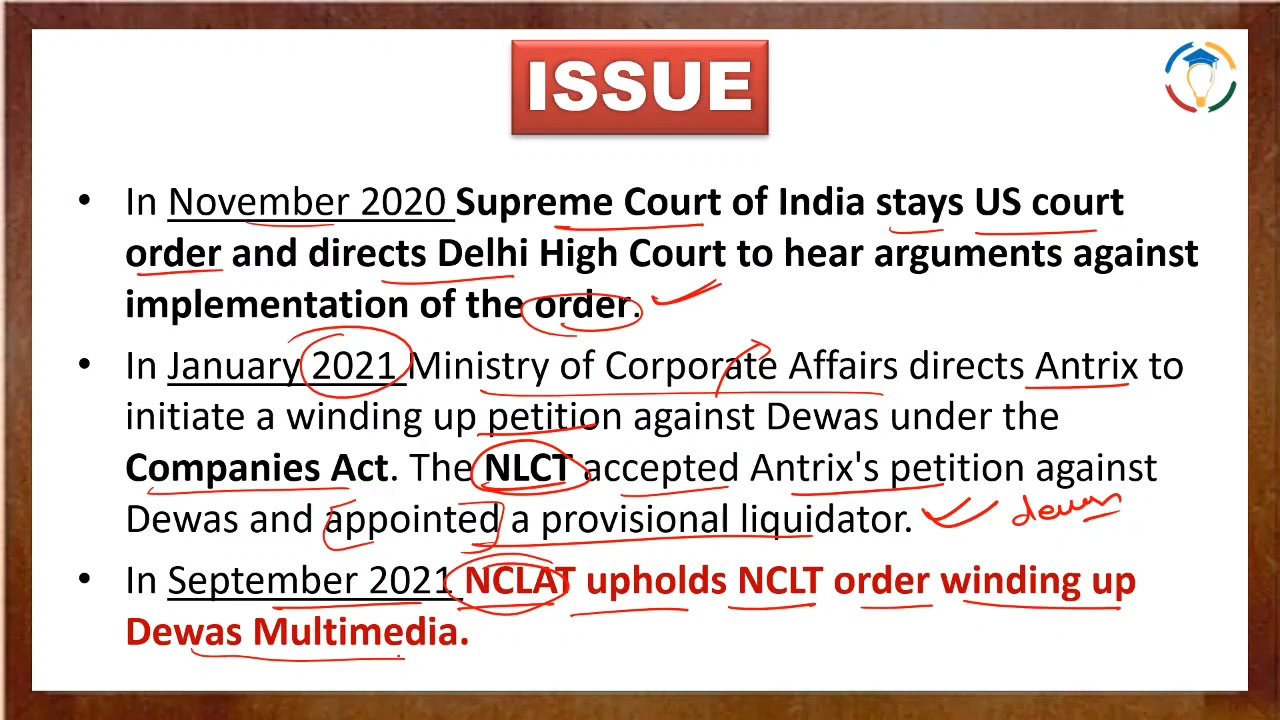 ISSUE
• In November 2020 Supreme Court of India stays US court
order and directs Delhi High Court to hear arguments against
implementation of the order.
• In January 2021 Ministry of Corporate Affairs directs Antrix to
initiate a winding up petition against Dewas under the
Companies Act. The NLCT accepted Antrix's petition against
Dewas and appointed a provisional liquidator.
• In September 2021 NCLAT upholds NCLT order winding up
Dewas Multimedia.